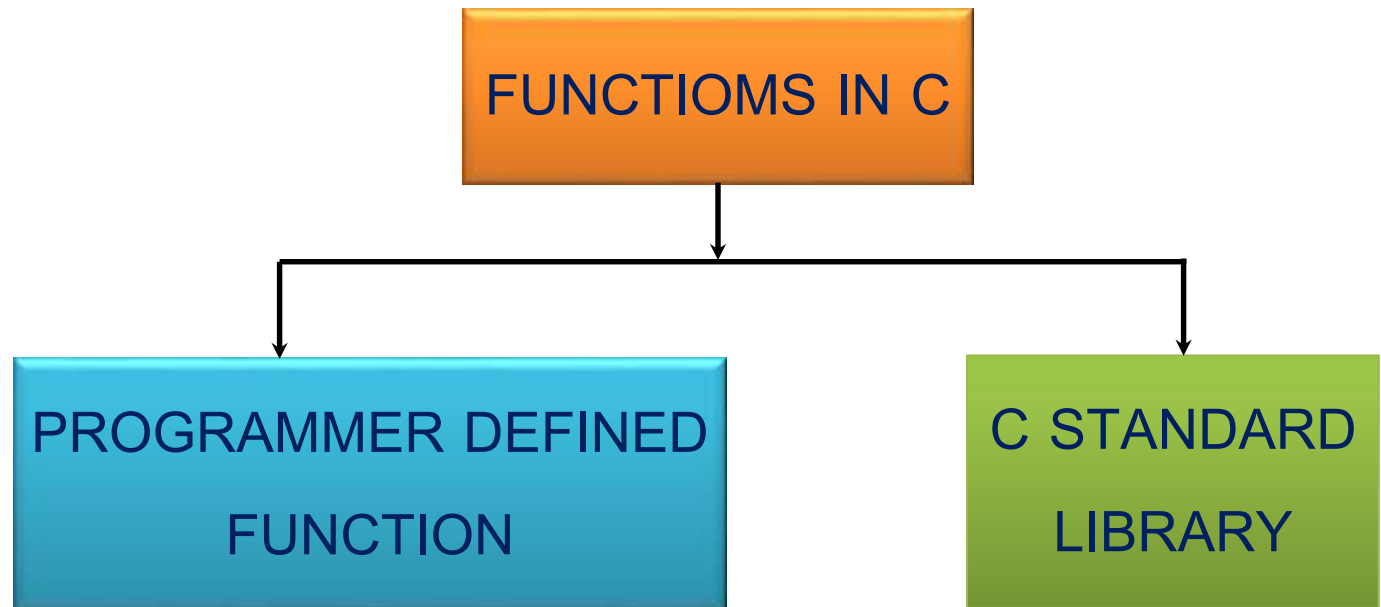 FUNCTIOMS IN C
PROGRAMMER DEFINED
FUNCTION
C STANDARD
LIBRARY